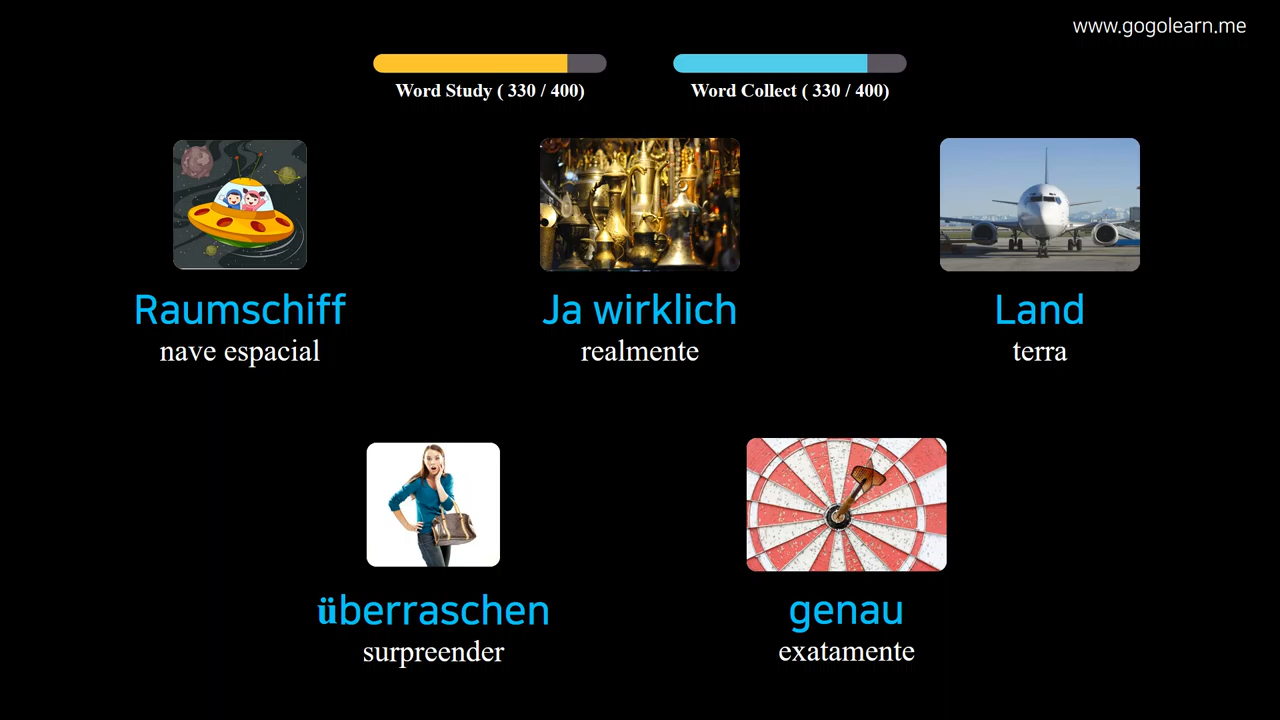 www.gogolearn.me
Word Study ( 330 / 400)
Word Collect ( 330 / 400)
Raumschiff
nave espacial
Ja wirklich
realmente
Land
terra
überraschen
surpreender
genau
exatamente